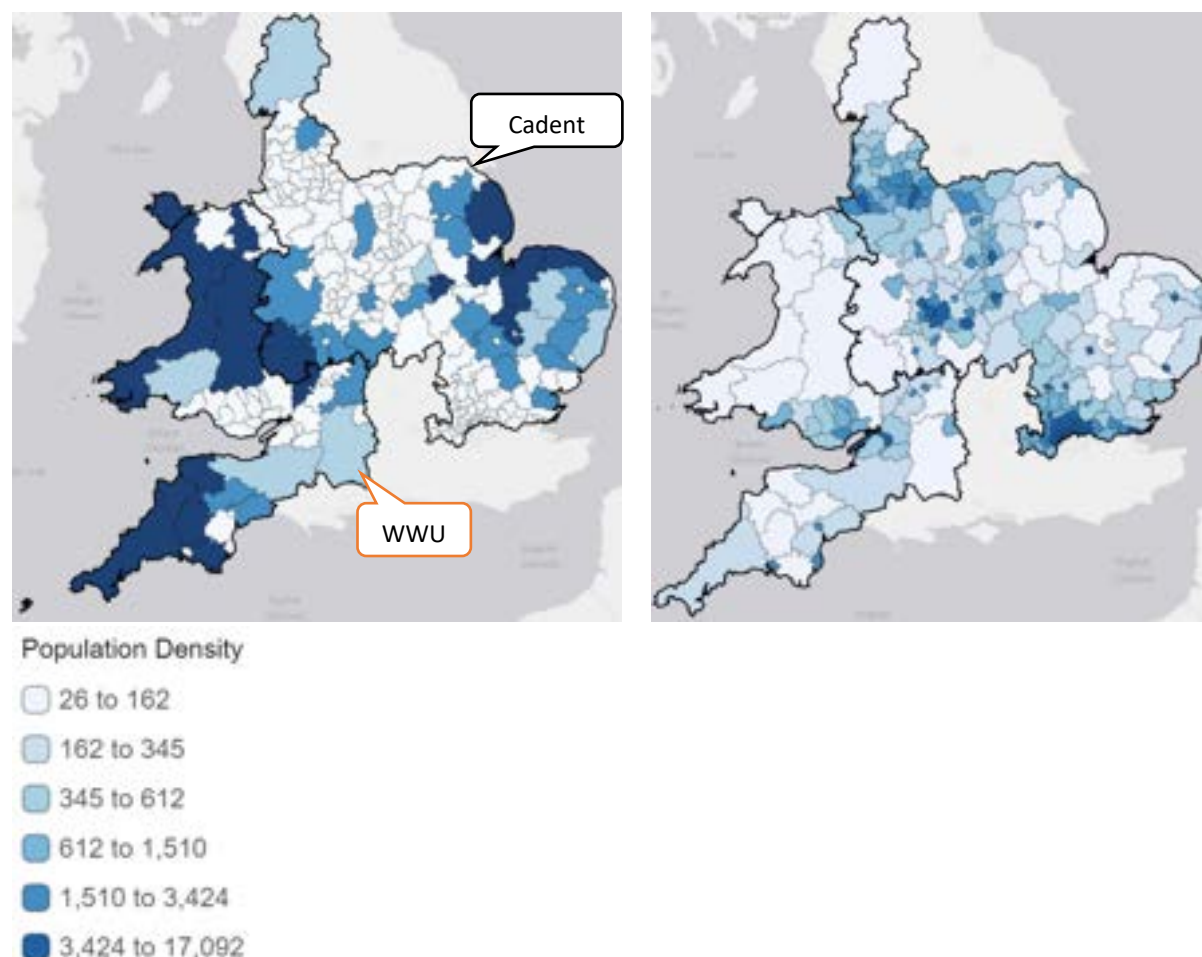 Cadent
WWU
Population Density
26 to 162
162 to 345
345 to 612
612 to 1,510
1,510 to 3,424
3,424 to 17,092